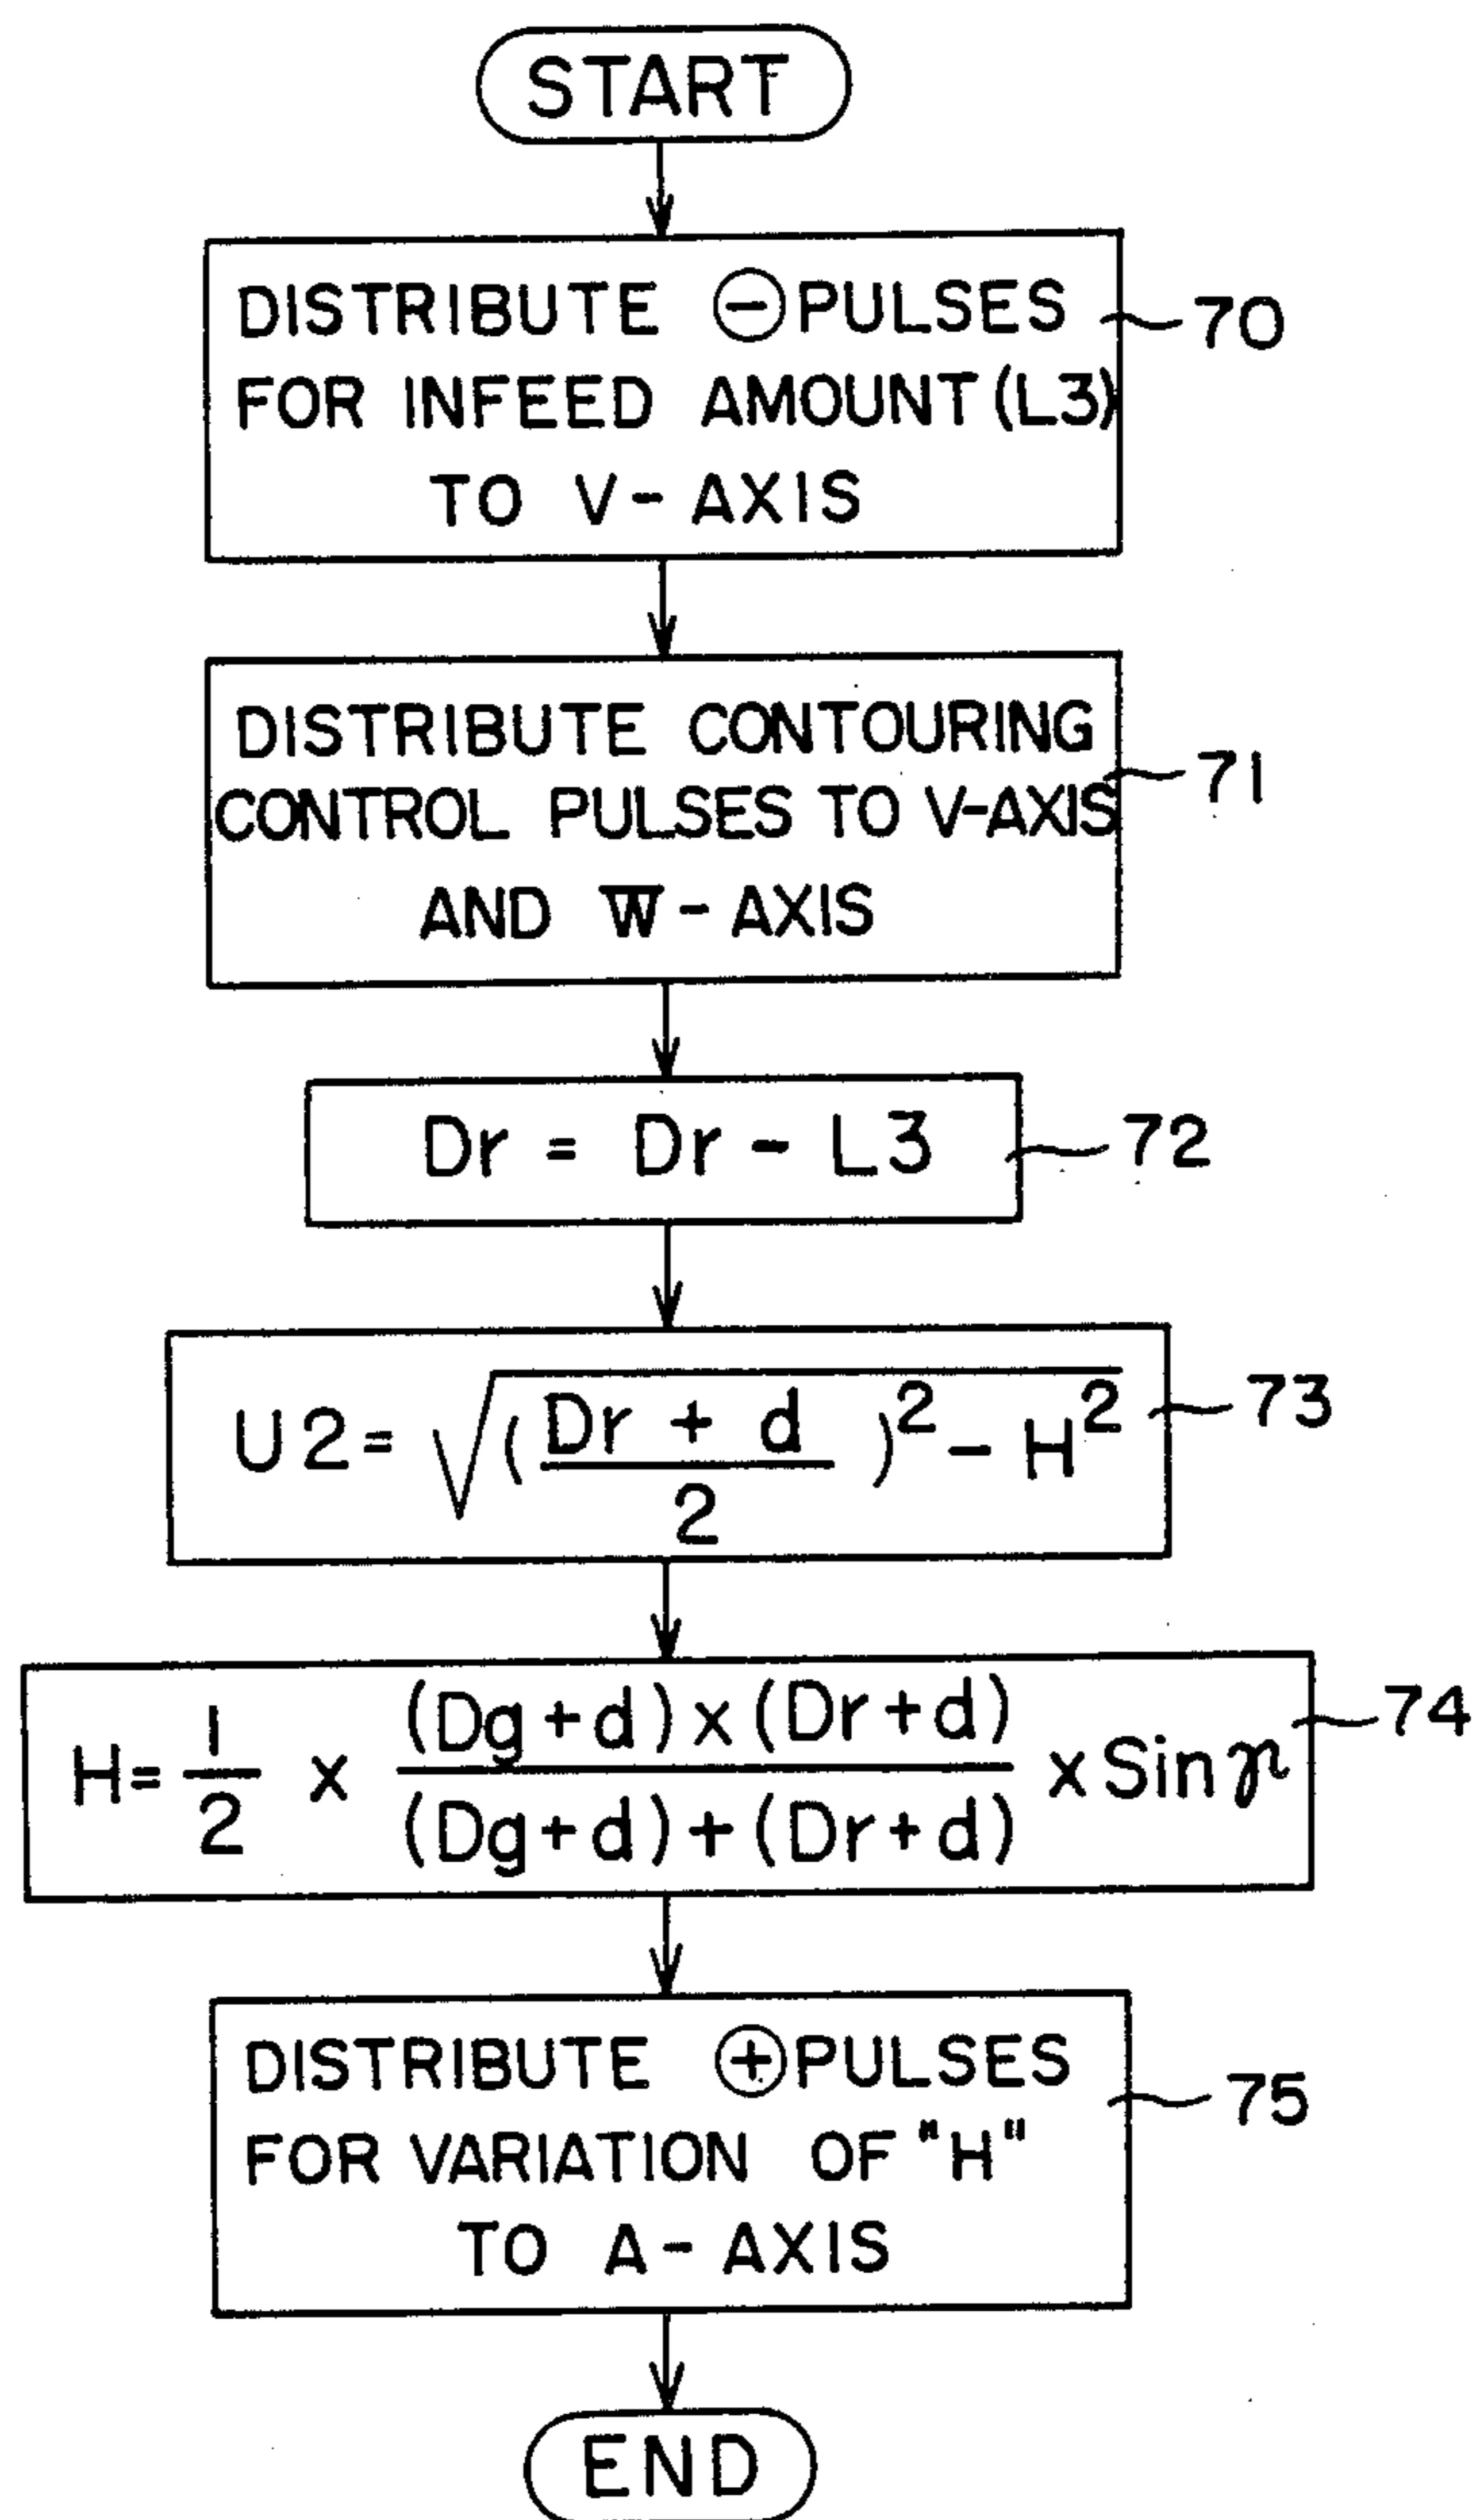 START
DISTRIBUTE ⊖PULSES
FOR INFEED AMOUNT(L3)
TO V-AXIS
70
DISTRIBUTE CONTOURING
CONTROL PULSES TO V-AXIS
AND W-AXIS
71
Dr = Dr - L3
72
U2=√((Dr + d)/2)²-H²
73
H=1/2 x ((Dg+d)x(Dr+d))/((Dg+d)+(Dr+d)) xSinγ
74
DISTRIBUTE ⊕PULSES
FOR VARIATION OF "H"
TO A-AXIS
75
END